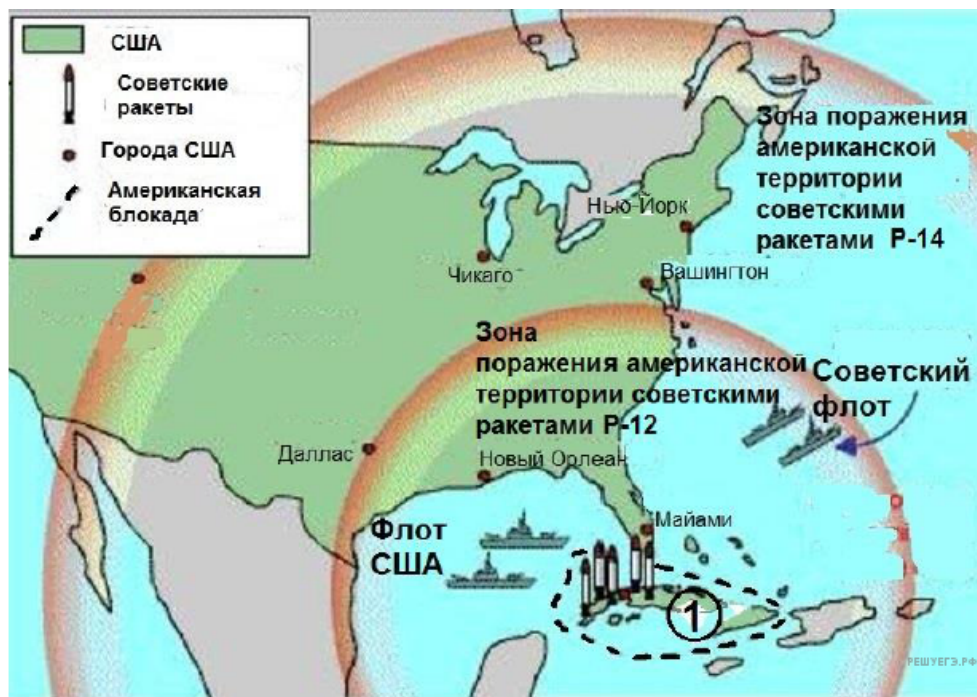 США
Советские
ракеты
Города США
Американская
блокада
Зона поражения
американской
территории
советскими
ракетами Р-14
Нью-Йорк
Чикаго
Вашингтон
Зона
поражения американской
территории советскими
ракетами Р-12
Советский
флот
Даллас
Новый Орлеан
Майами
Флот
США
1
РЕШУЕГЭ.РФ